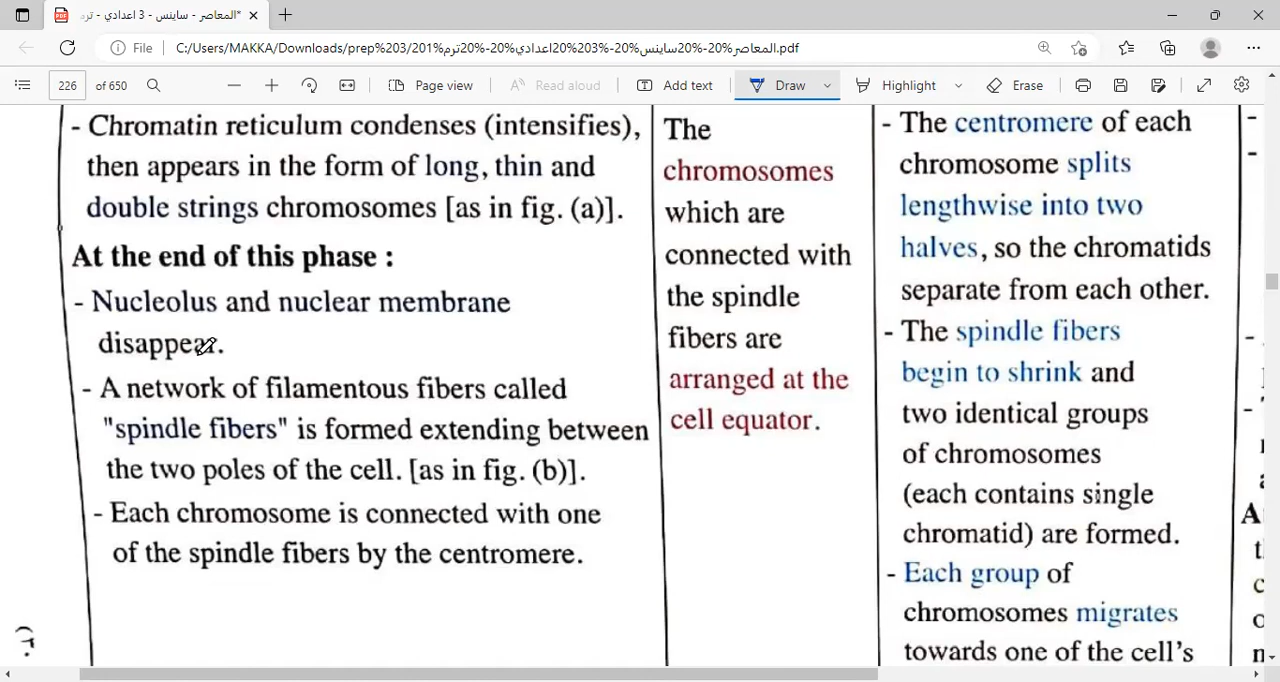 *المعاصر - ساينس - 3 اعدادي - تر
File
C:/Users/MAKKA/Downloads/prep%203/201%المعاصر%20-%20ساينس%20-%203%20اعدادي%20-%20ترم.pdf
226 of 650
Page view
Read aloud
Add text
Draw
Highlight
Erase
- Chromatin reticulum condenses (intensifies),
then appears in the form of long, thin and
double strings chromosomes [as in fig. (a)].
At the end of this phase :
- Nucleolus and nuclear membrane
disappear.
- A network of filamentous fibers called
"spindle fibers" is formed extending between
the two poles of the cell. [as in fig. (b)].
- Each chromosome is connected with one
of the spindle fibers by the centromere.
The
chromosomes
which are
connected with
the spindle
fibers are
arranged at the
cell equator.
- The centromere of each
chromosome splits
lengthwise into two
halves, so the chromatids
separate from each other.
- The spindle fibers
begin to shrink and
two identical groups
of chromosomes
(each contains single
chromatid) are formed.
- Each group of
chromosomes migrates
towards one of the cell's